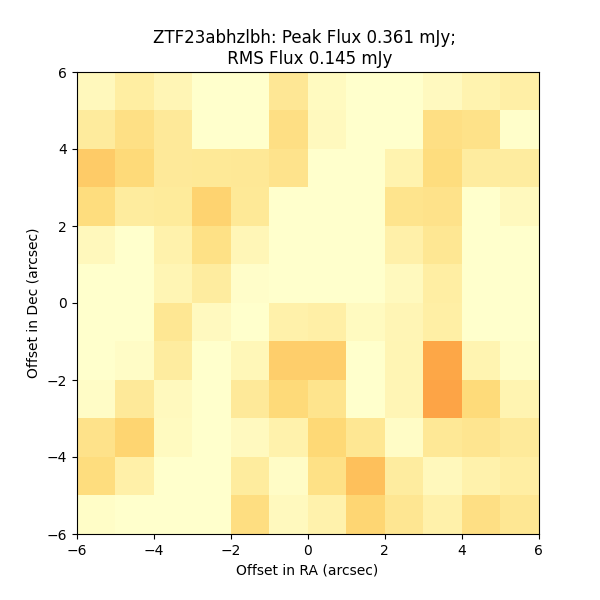 ZTF23abhzlbh: Peak Flux 0.361 mJy;
RMS Flux 0.145 mJy
6
4
2
0
−2
−4
−6
Offset in Dec (arcsec)
−6 −4 −2 0 2 4 6
Offset in RA (arcsec)